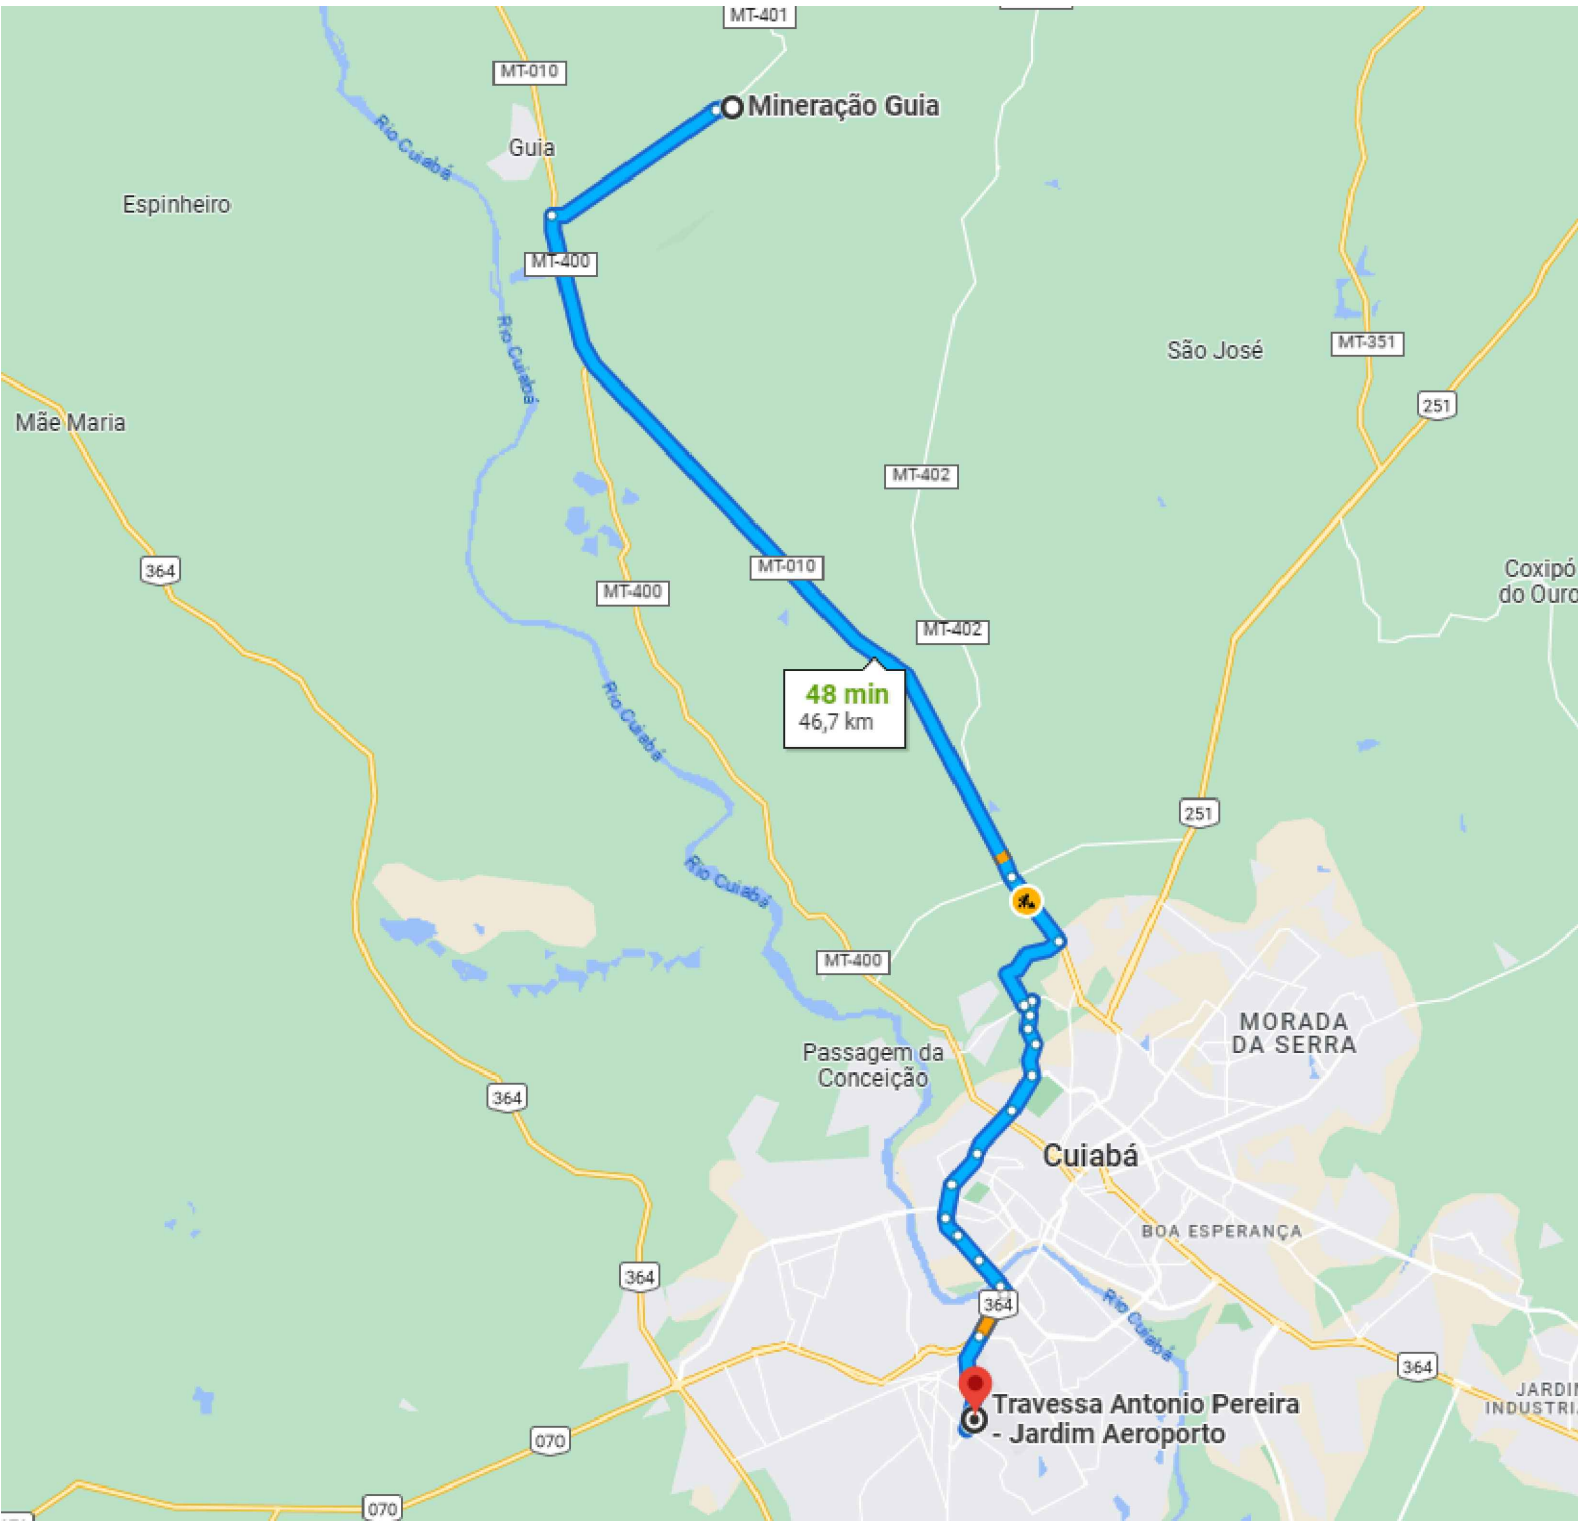 MT-401
MT-010
Mineração Guia
Rio Cuiabá
Guia
Espinheiro
MT-400
Rio Cuiabá
São José
MT-351
251
Mãe Maria
MT-402
364
MT-010
Coxipó
do Ouro
MT-400
MT-402
48 min
46,7 km
Rio Cuiabá
251
Rio Cuiabá
MT-400
MORADA
DA SERRA
Passagem da
Conceição
364
Cuiabá
BOA ESPERANÇA
364
364
Rio Cuiabá
364
Travessa Antonio Pereira
- Jardim Aeroporto
JARDI
INDUSTRI
070
070